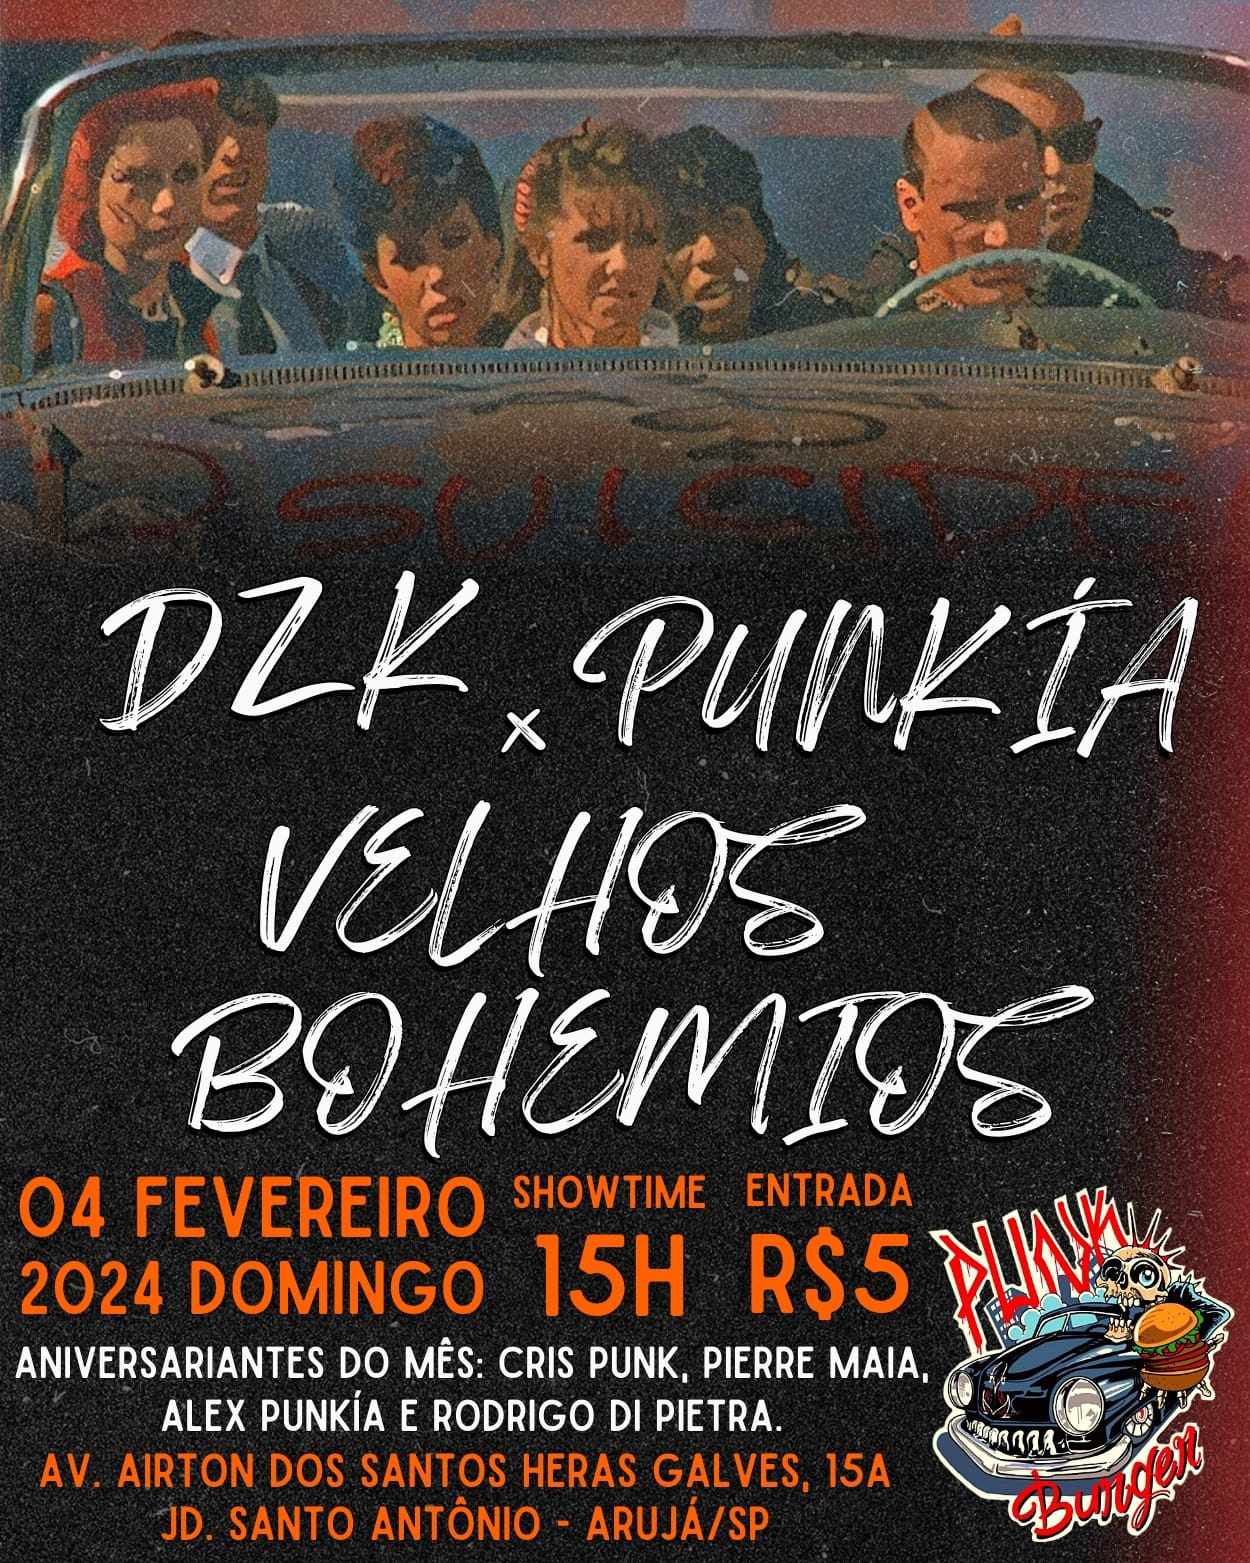 SUICIDE
DZK x PUNKÍA
VELHOS
BOHEMIOS
04 FEVEREIRO
2024 DOMINGO
SHOWTIME
15H
ENTRADA
R$5
ANIVERSARIANTES DO MÊS: CRIS PUNK, PIERRE MAIA,
ALEX PUNKÍA E RODRIGO DI PIETRA.
AV. AIRTON DOS SANTOS HERAS GALVES, 15A
JD. SANTO ANTÔNIO - ARUJÁ/SP
PUNK
Burger